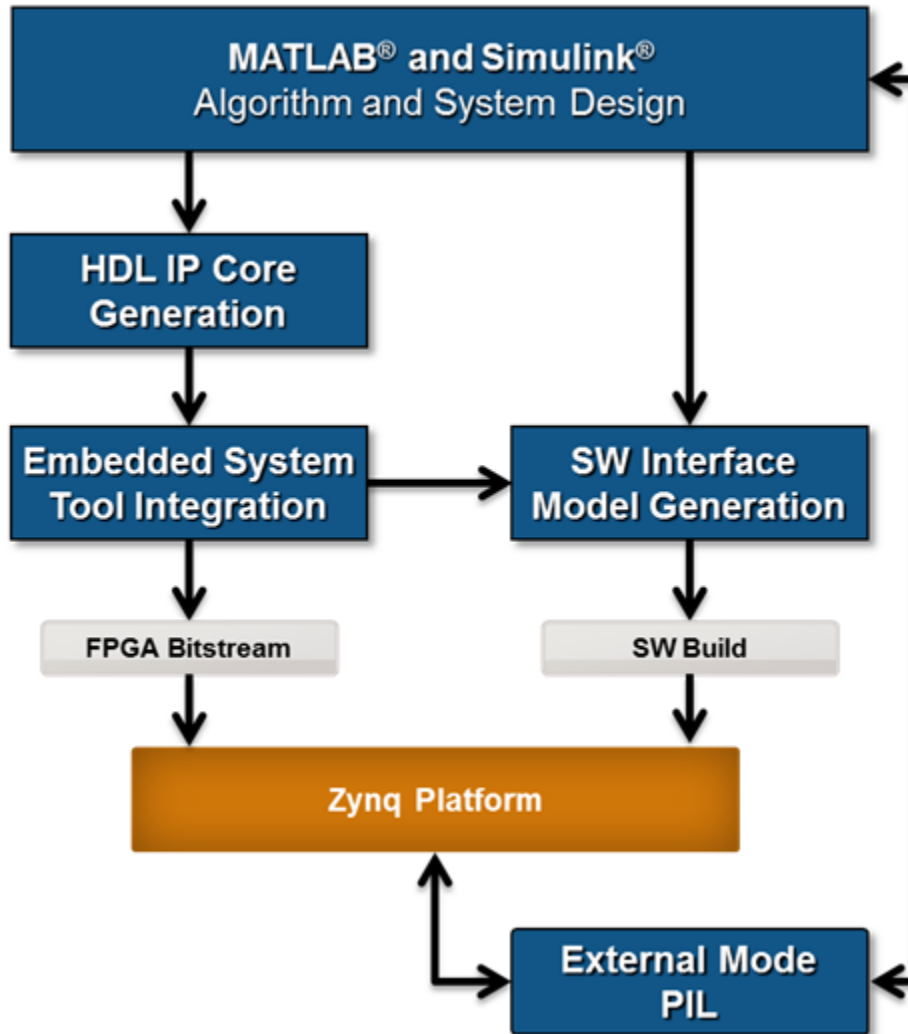 MATLAB® and Simulink®
Algorithm and System Design
HDL IP Core
Generation
Embedded System
Tool Integration
SW Interface
Model Generation
FPGA Bitstream
SW Build
Zynq Platform
External Mode
PIL